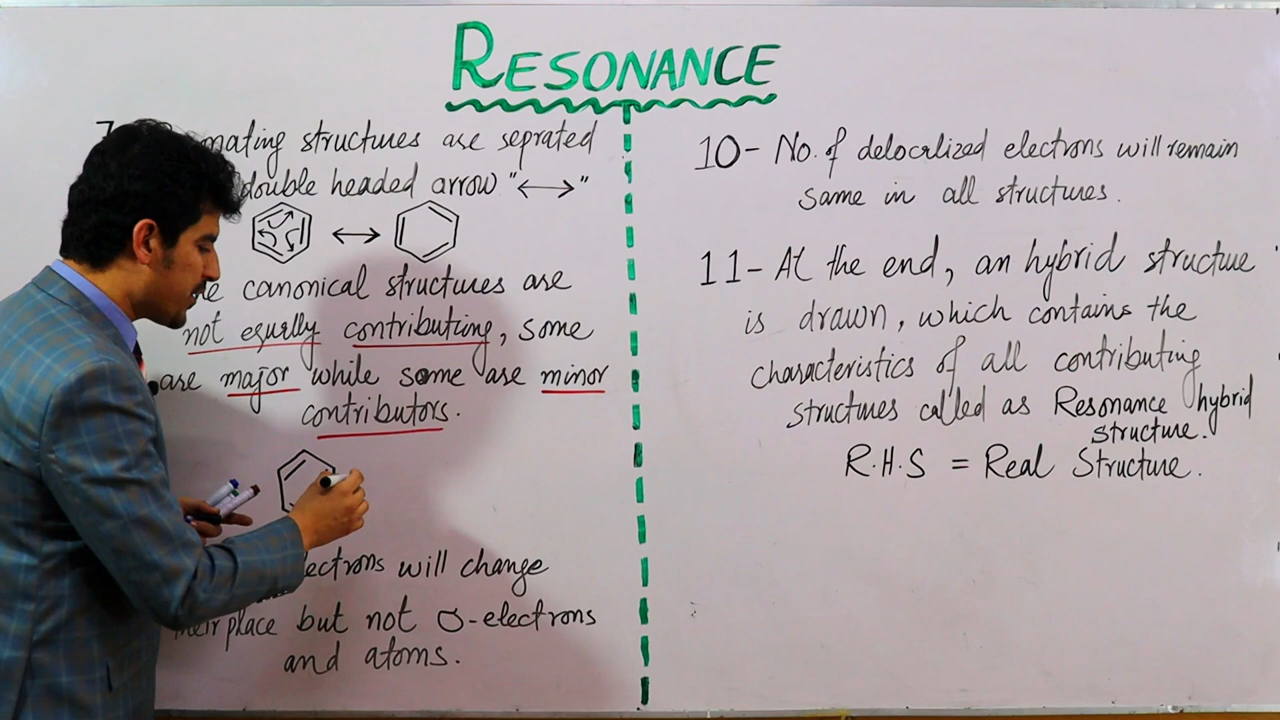 RESONANCE
7 mating structures are seprated
double headed arrow "⟷"
⟷
canonical structures are
not equally contributing, some
are major while some are minor
contributors.
lectrons will change
their place but not σ-electrons
and atoms.
10- No. of delocalized electrons will remain
same in all structures.
11- At the end, an hybrid structure
is drawn, which contains the
characteristics of all contributing
structures called as Resonance hybrid
structure.
R.H.S = Real Structure.